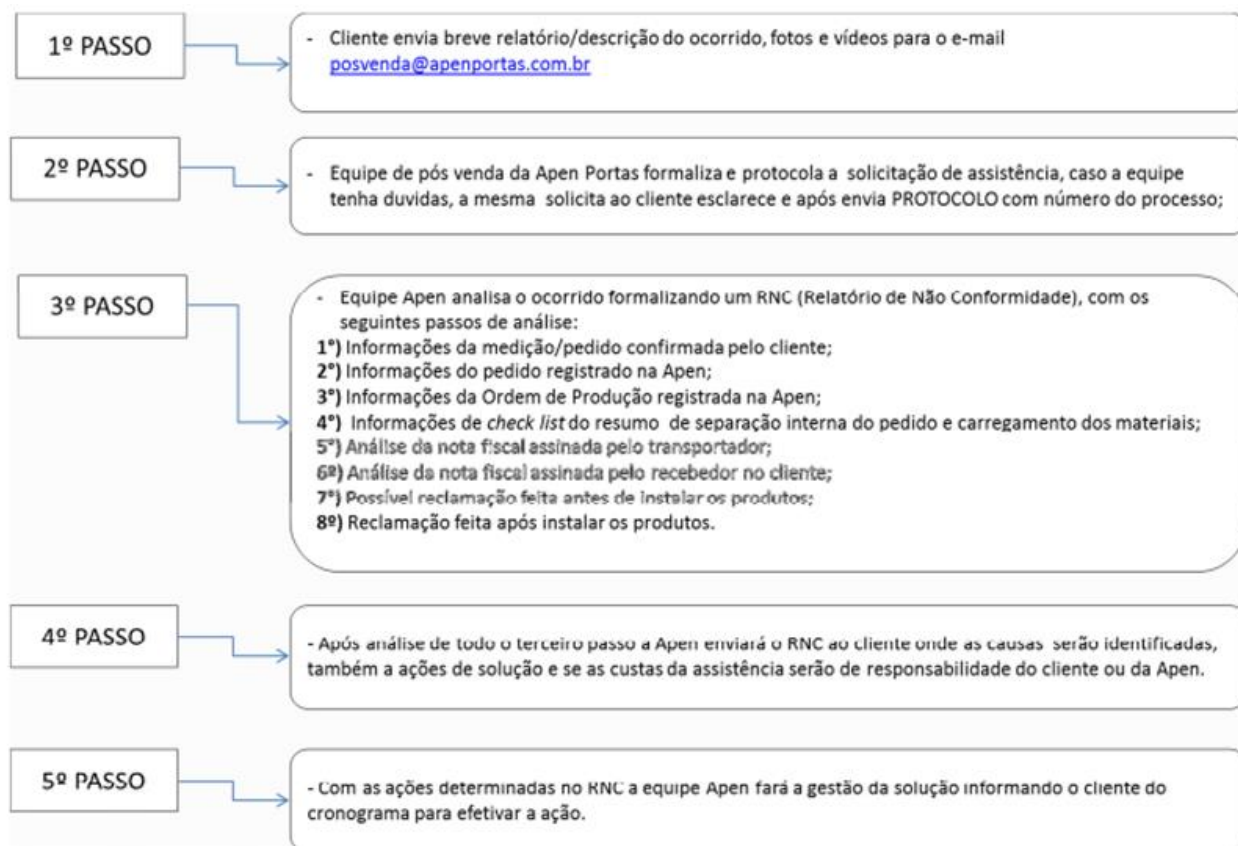 1º PASSO
- Cliente envia breve relatório/descrição do ocorrido, fotos e vídeos para o e-mail
posvenda@apenportas.com.br
2º PASSO
- Equipe de pós venda da Apen Portas formaliza e protocola a solicitação de assistência, caso a equipe
tenha duvidas, a mesma solicita ao cliente esclarece e após envia PROTOCOLO com número do processo;
3º PASSO
- Equipe Apen analisa o ocorrido formalizando um RNC (Relatório de Não Conformidade), com os
seguintes passos de análise:
1°) Informações da medição/pedido confirmada pelo cliente;
2°) Informações do pedido registrado na Apen;
3°) Informações da Ordem de Produção registrada na Apen;
4°) Informações de check list do resumo de separação interna do pedido e carregamento dos materiais;
5°) Análise da nota fiscal assinada pelo transportador;
6º) Análise da nota fiscal assinada pelo recebedor no cliente;
7°) Possível reclamação feita antes de instalar os produtos;
8º) Reclamação feita após instalar os produtos.
4º PASSO
- Após análise de todo o terceiro passo a Apen enviará o RNC ao cliente onde as causas serão identificadas,
também a ações de solução e se as custas da assistência serão de responsabilidade do cliente ou da Apen.
5º PASSO
- Com as ações determinadas no RNC a equipe Apen fará a gestão da solução informando o cliente do
cronograma para efetivar a ação.